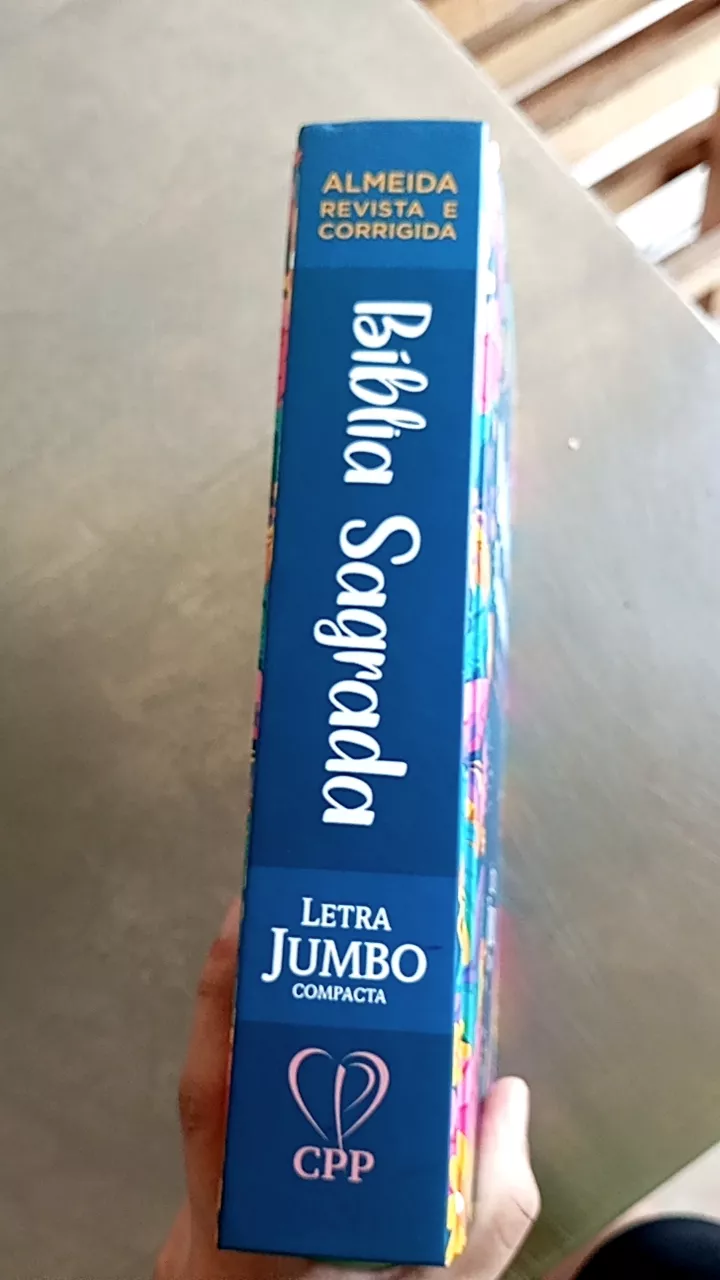 ALMEIDA
REVISTA E
CORRIGIDA
Bíblia Sagrada
LETRA
JUMBO
COMPACTA
CPP